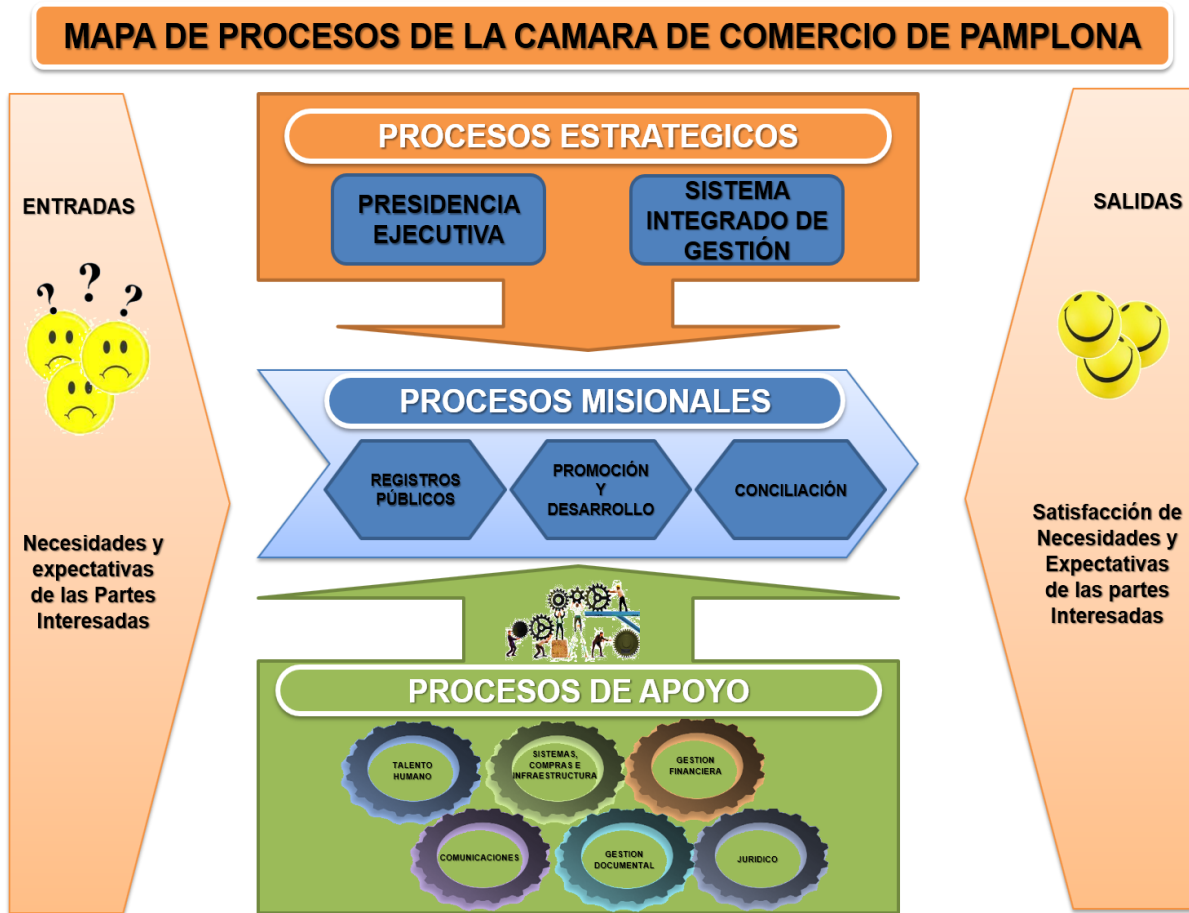 MAPA DE PROCESOS DE LA CAMARA DE COMERCIO DE PAMPLONA
ENTRADAS
? ? ?
Necesidades y
expectativas
de las Partes
Interesadas
PROCESOS ESTRATEGICOS
PRESIDENCIA
EJECUTIVA
SISTEMA
INTEGRADO DE
GESTIÓN
PROCESOS MISIONALES
REGISTROS
PÚBLICOS
PROMOCIÓN
Y
DESARROLLO
CONCILIACIÓN
PROCESOS DE APOYO
TALENTO
HUMANO
SISTEMAS,
COMPRAS E
INFRAESTRUCTURA
GESTION
FINANCIERA
COMUNICACIONES
GESTION
DOCUMENTAL
JURIDICO
SALIDAS
Satisfacción de
Necesidades y
Expectativas
de las partes
Interesadas